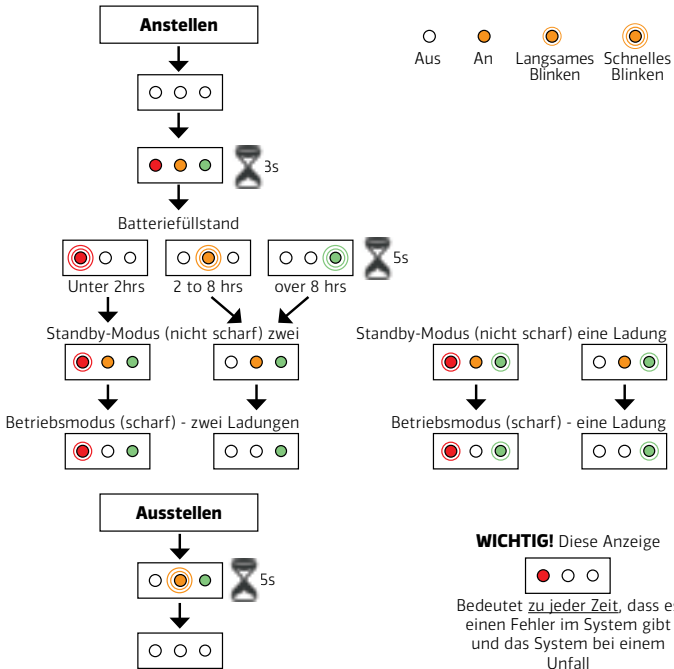 Anstellen
Aus An Langsames Blinken Schnelles Blinken
3s
Batteriefüllstand
5s
Unter 2hrs 2 to 8 hrs over 8 hrs
Standby-Modus (nicht scharf) zwei
Standby-Modus (nicht scharf) eine Ladung
Betriebsmodus (scharf) - zwei Ladungen
Betriebsmodus (scharf) - eine Ladung
Ausstellen
5s
WICHTIG! Diese Anzeige
Bedeutet zu jeder Zeit, dass
einen Fehler im System gibt
und das System bei einem
Unfall